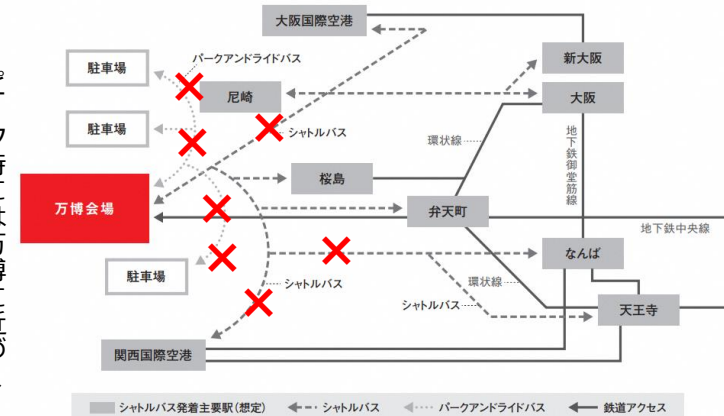 大阪国際空港
駐車場
パークアンドライドバス
新大阪
尼崎
大阪
駐車場
シャトルバス
環状線
地下鉄御堂筋線
桜島
万博会場
弁天町
地下鉄中央線
駐車場
なんば
シャトルバス
環状線
シャトルバス
天王寺
関西国際空港
シャトルバス発着主要駅（想定）
シャトルバス
パークアンドライドバス
鉄道アクセス